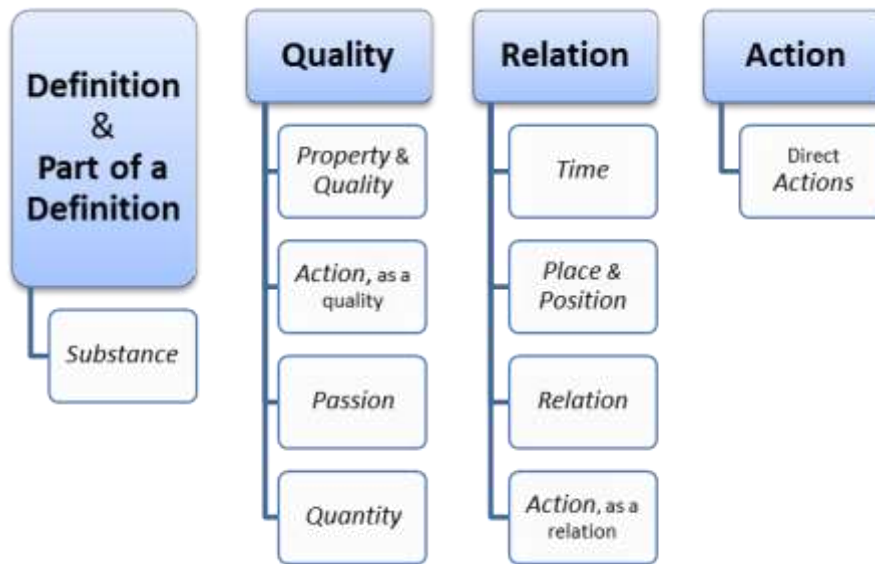 Definition
&
Part of a
Definition
Substance
Quality
Property &
Quality
Action, as a
quality
Passion
Quantity
Relation
Time
Place &
Position
Relation
Action, as a
relation
Action
Direct
Actions